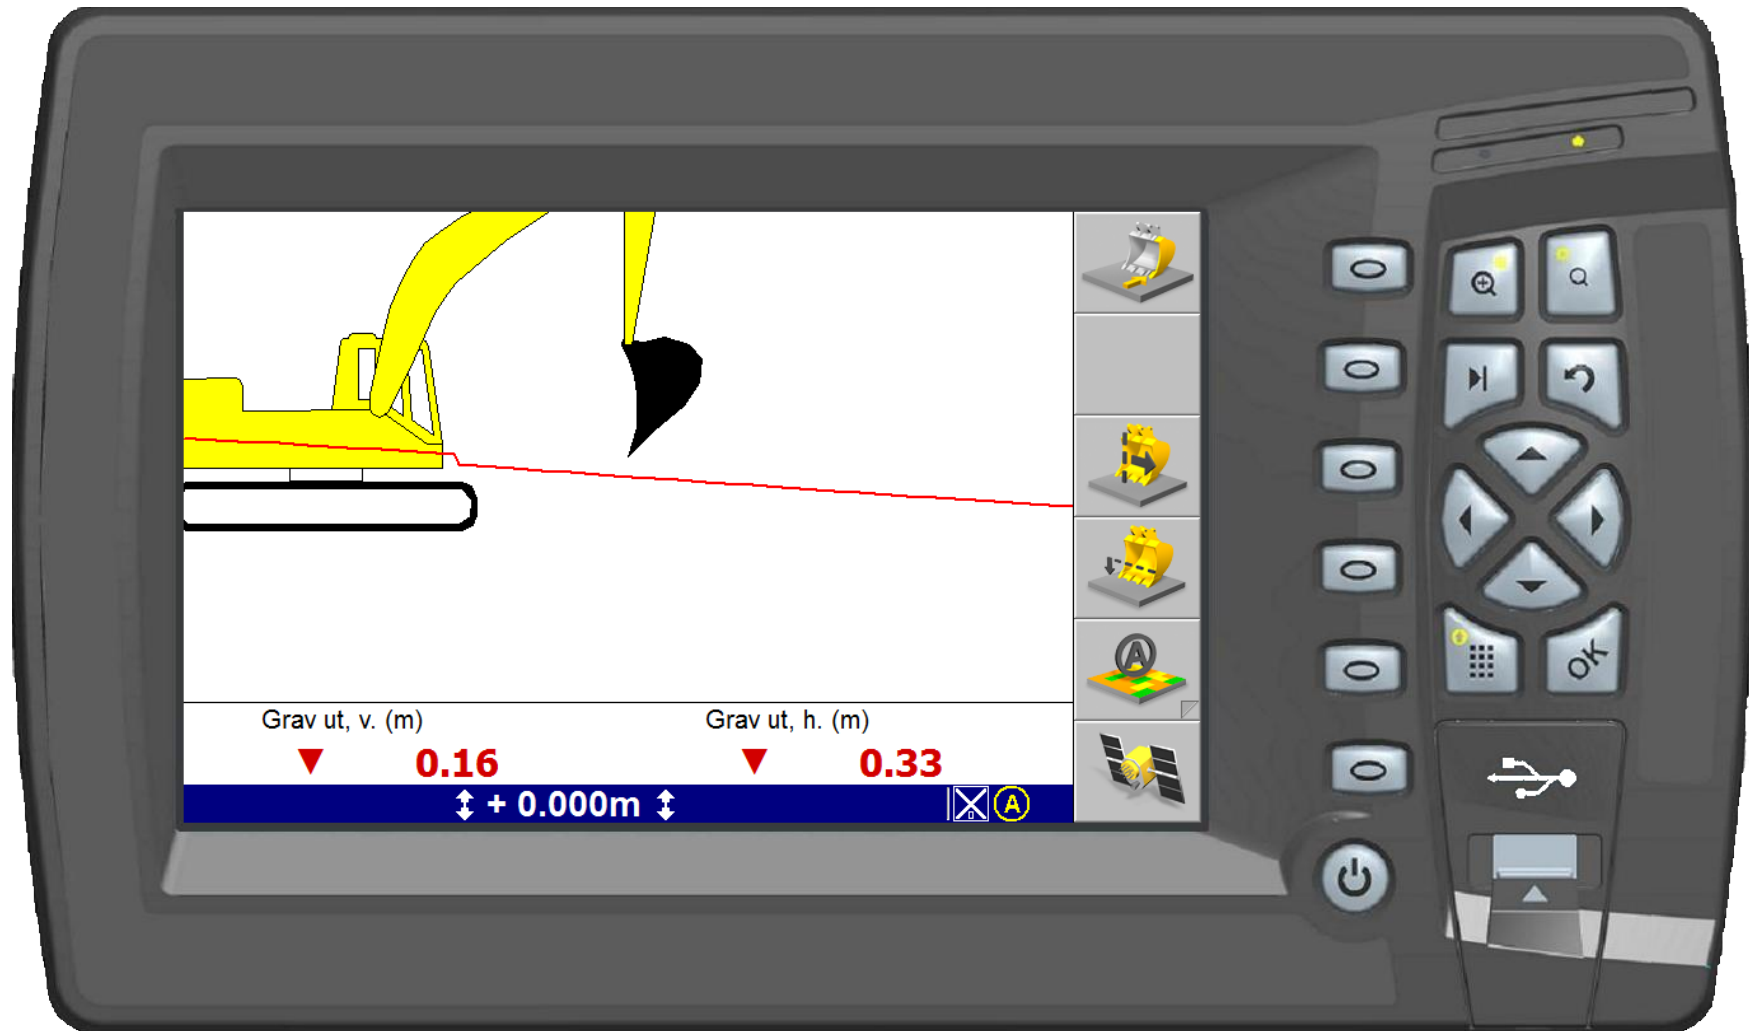 Grav ut, v. (m) Grav ut, h. (m)
0.16 0.33
+ 0.000m
A
OK